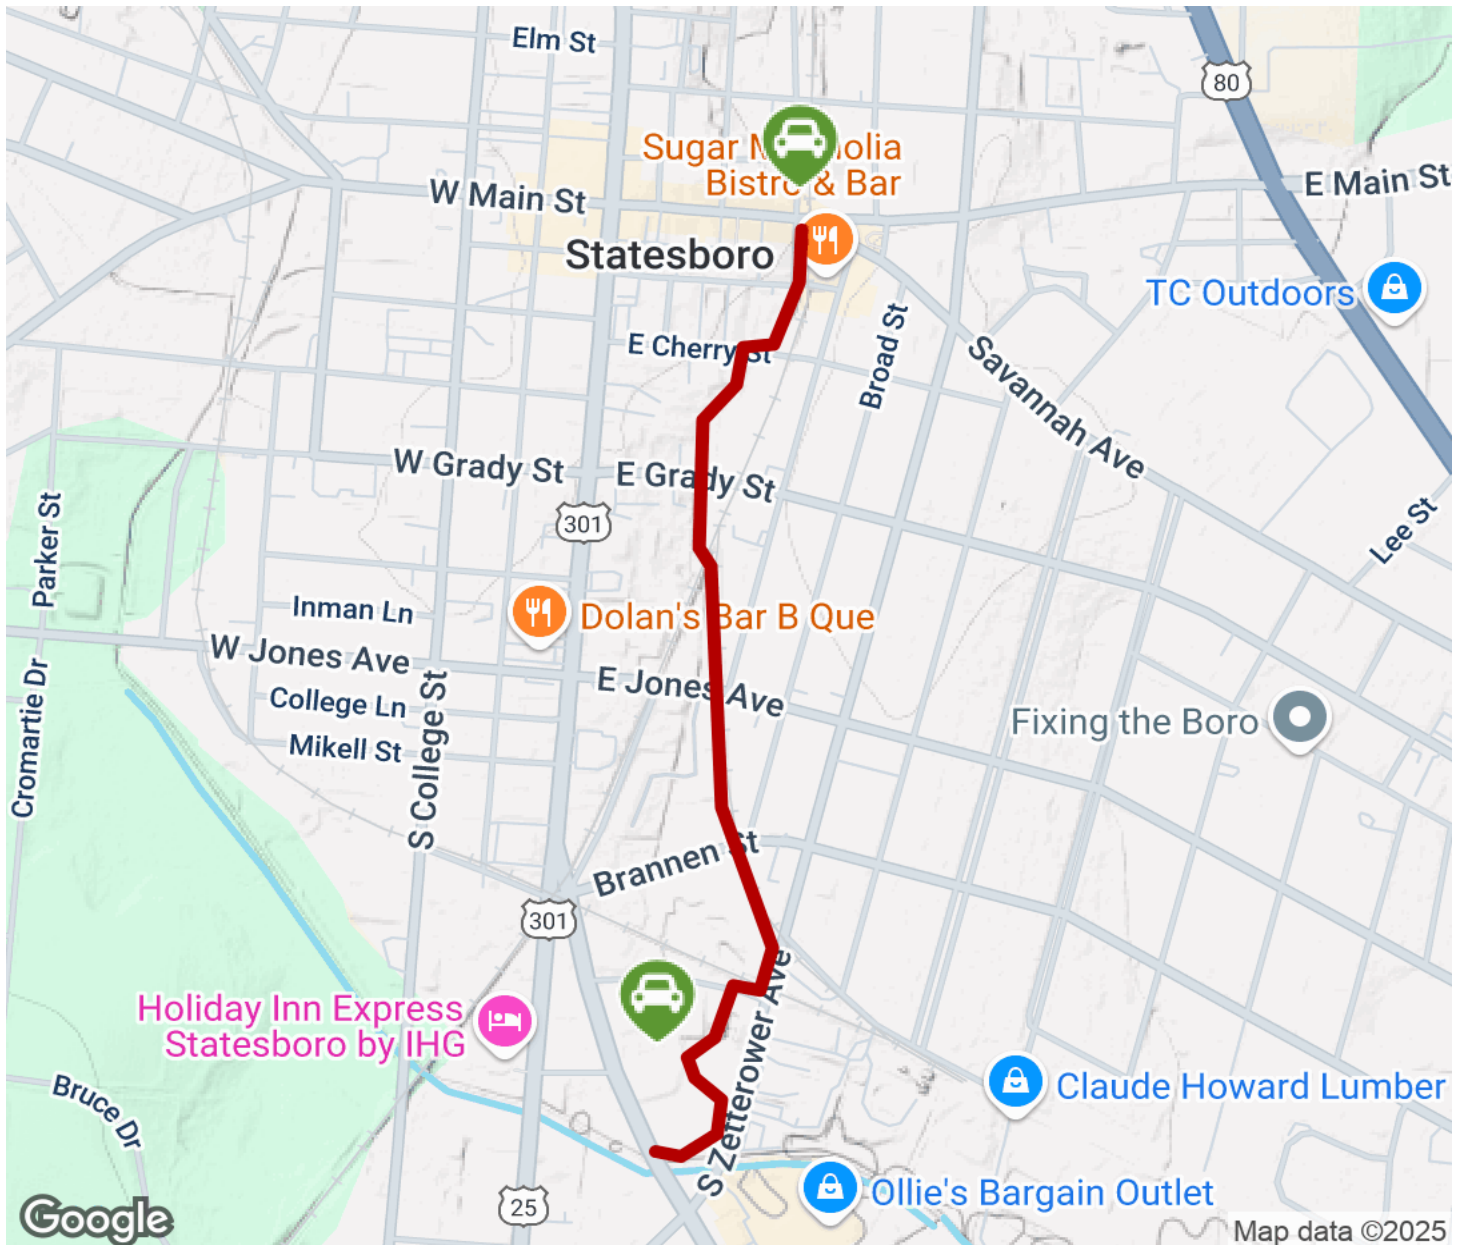 Elm St
80
Sugar M olia
Bistro & Bar
W Main St
E Main St
Statesboro
TC Outdoors
Broad St
E Cherry St
Savannah Ave
W Grady St
E Grady St
Parker St
301
Lee St
Inman Ln
Dolan's Bar B Que
W Jones Ave
E Jones Ave
Cromartie Dr
College Ln
Fixing the Boro
S College St
Mikell St
Brannen St
301
S Zetterower Ave
Holiday Inn Express
Statesboro by IHG
Bruce Dr
Claude Howard Lumber
25
Ollie's Bargain Outlet
Google
Map data ©2025